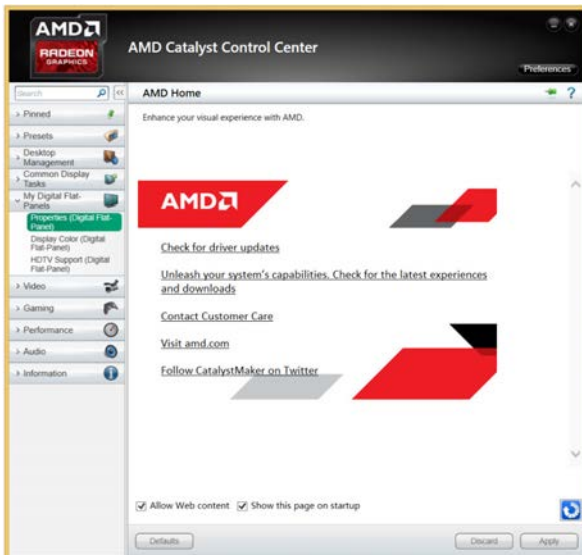 AMD
RADEON
GRAPHICS
AMD Catalyst Control Center
Preferences
Search
AMD Home
Pinned
Presets
Desktop
Management
Common Display
Tasks
My Digital Flat-
Panels
Properties (Digital Flat-
Panel)
Display Color (Digital
Flat-Panel)
HDTV Support (Digital
Flat-Panel)
Video
Gaming
Performance
Audio
Information
Enhance your visual experience with AMD.
AMD
Check for driver updates
Unleash your system's capabilities. Check for the latest experiences
and downloads
Contact Customer Care
Visit amd.com
Follow CatalystMaker on Twitter
Allow Web content
Show this page on startup
Defaults
Discard
Apply